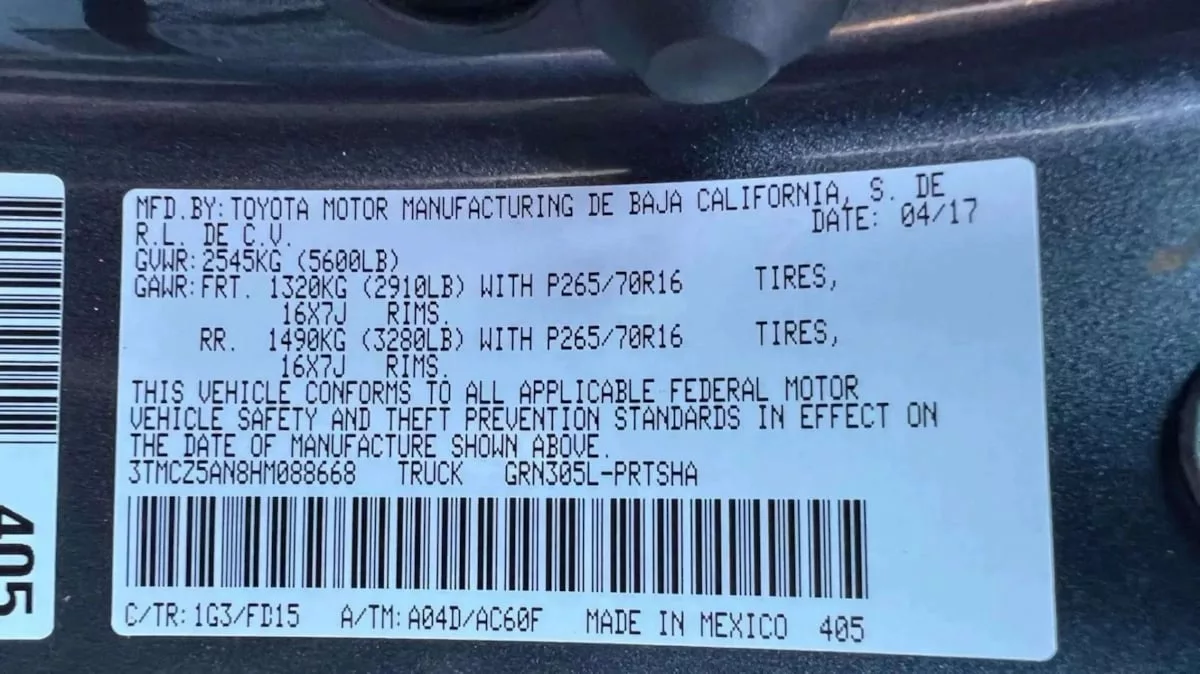 MFD.BY:TOYOTA MOTOR MANUFACTURING DE BAJA CALIFORNIA, S. DE
R.L. DE C.V. DATE: 04/17
GVWR:2545KG (5600LB)
GAWR:FRT. 1320KG (2910LB) WITH P265/70R16 TIRES,
16X7J RIMS.
RR. 1490KG (3280LB) WITH P265/70R16 TIRES,
16X7J RIMS.
THIS VEHICLE CONFORMS TO ALL APPLICABLE FEDERAL MOTOR
VEHICLE SAFETY AND THEFT PREVENTION STANDARDS IN EFFECT ON
THE DATE OF MANUFACTURE SHOWN ABOVE.
3TMCZ5AN8HM088668 TRUCK GRN305L-PRTSHA
C/TR:1G3/FD15 A/TM:A04D/AC60F MADE IN MEXICO 405
405